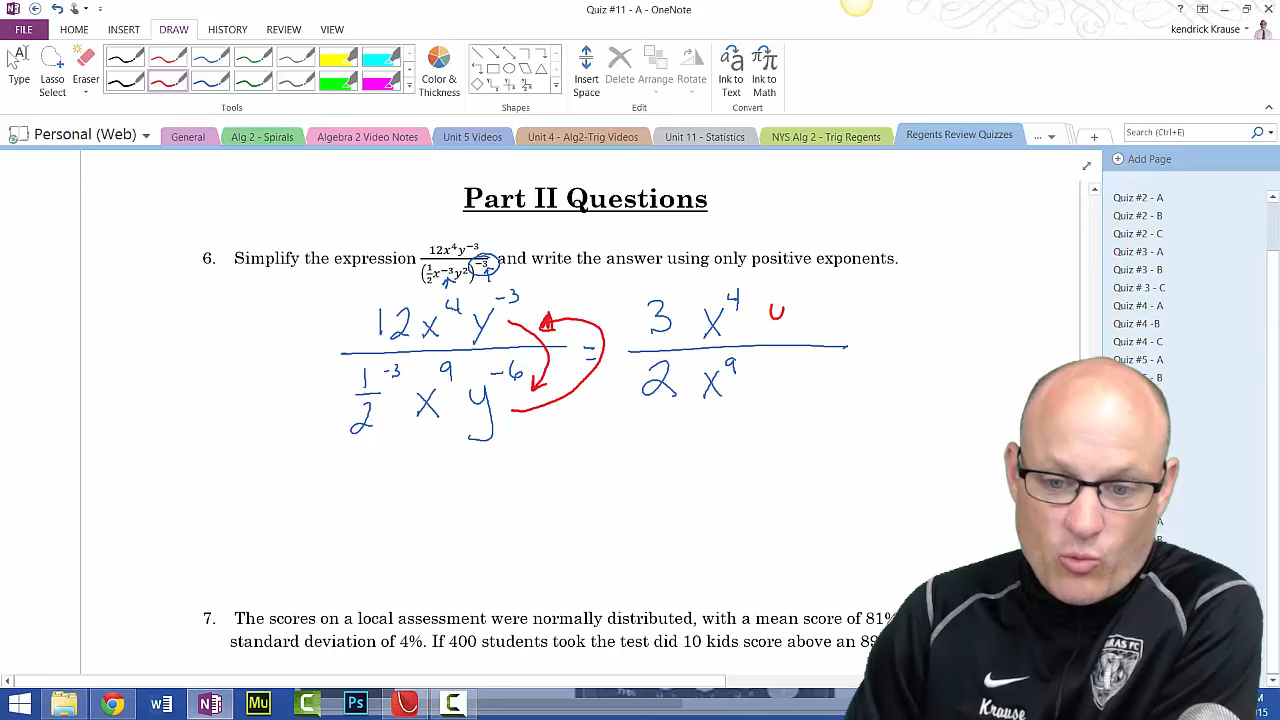 Quiz #11 - A - OneNote
kendrick Krause
FILE HOME INSERT DRAW HISTORY REVIEW VIEW
Type Lasso Select Eraser Color & Thickness Insert Space Delete Arrange Rotate Ink to Text Ink to Math
Tools Shapes Edit Convert
Personal (Web) General Alg 2 - Spirals Algebra 2 Video Notes Unit 5 Videos Unit 4 - Alg2-Trig Videos Unit 11 - Statistics NYS Alg 2 - Trig Regents Regents Review Quizzes ... Search (Ctrl+E)
Add Page
Quiz #2 - A
Quiz #2 - B
Quiz #2 - C
Quiz #3 - A
Quiz #3 - B
Quiz # 3 - C
Quiz #4 - A
Quiz #4 -B
Quiz #4 - C
Quiz #5 - A
Part II Questions
6. Simplify the expression 12x⁴y⁻³ / (1/2 x⁻³y²)⁻³ and write the answer using only positive exponents.
12x⁴y⁻³ / 1/2⁻³ x⁹ y⁻⁶ = 3 x⁴ / 2 x⁹
7. The scores on a local assessment were normally distributed, with a mean score of 81%
standard deviation of 4%. If 400 students took the test did 10 kids score above an
Krause
W Mu C Ps C